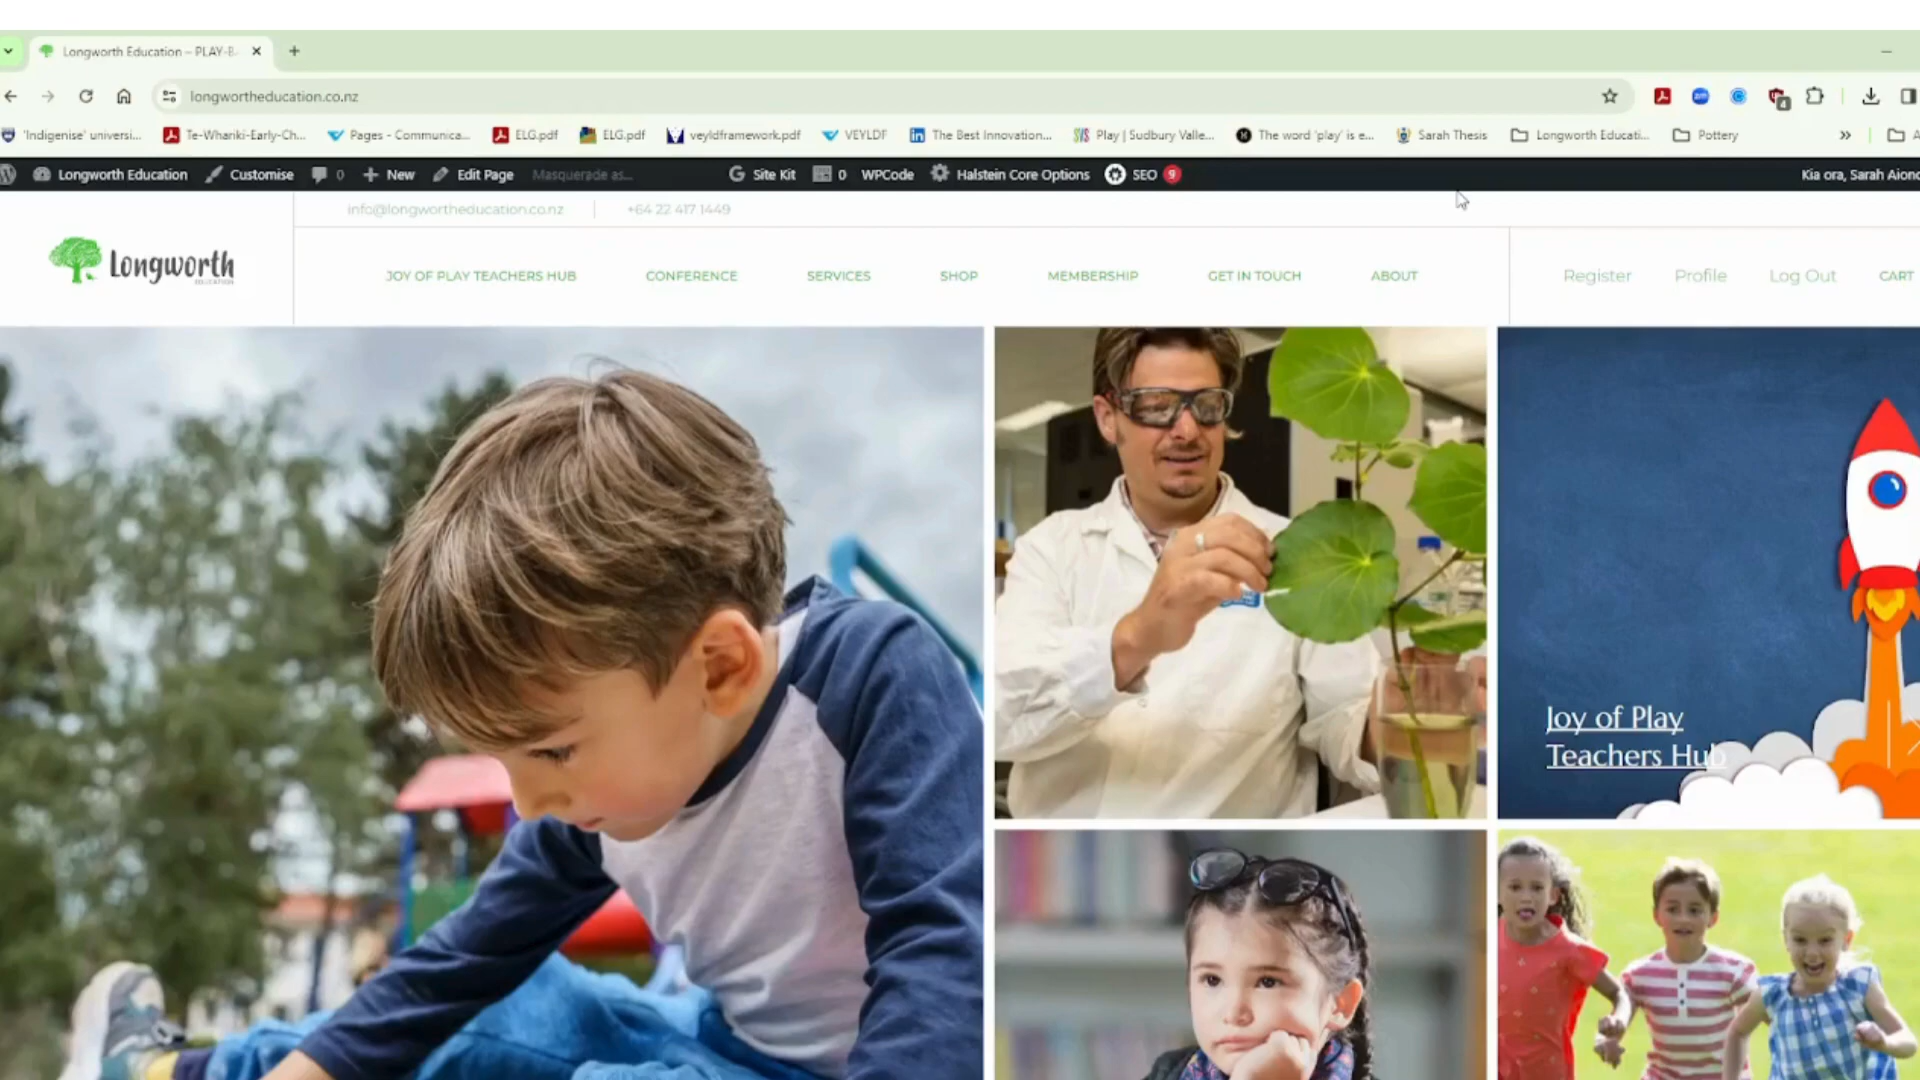 Longworth Education – PLAY-B
longwortheducation.co.nz
'Indigenise' universi... Te-Whariki-Early-Ch... Pages - Communica... ELG.pdf ELG.pdf veyldframework.pdf VEYLDF The Best Innovation... Play | Sudbury Valle... The word 'play' is e... Sarah Thesis Longworth Educati... Pottery »
Longworth Education Customise 0 New Edit Page Masquerade as... Site Kit 0 WPCode Halstein Core Options SEO 9 Kia ora, Sarah Aiono
info@longwortheducation.co.nz +64 22 417 1449
Longworth
EDUCATION
JOY OF PLAY TEACHERS HUB CONFERENCE SERVICES SHOP MEMBERSHIP GET IN TOUCH ABOUT Register Profile Log Out CART
Joy of Play
Teachers Hub